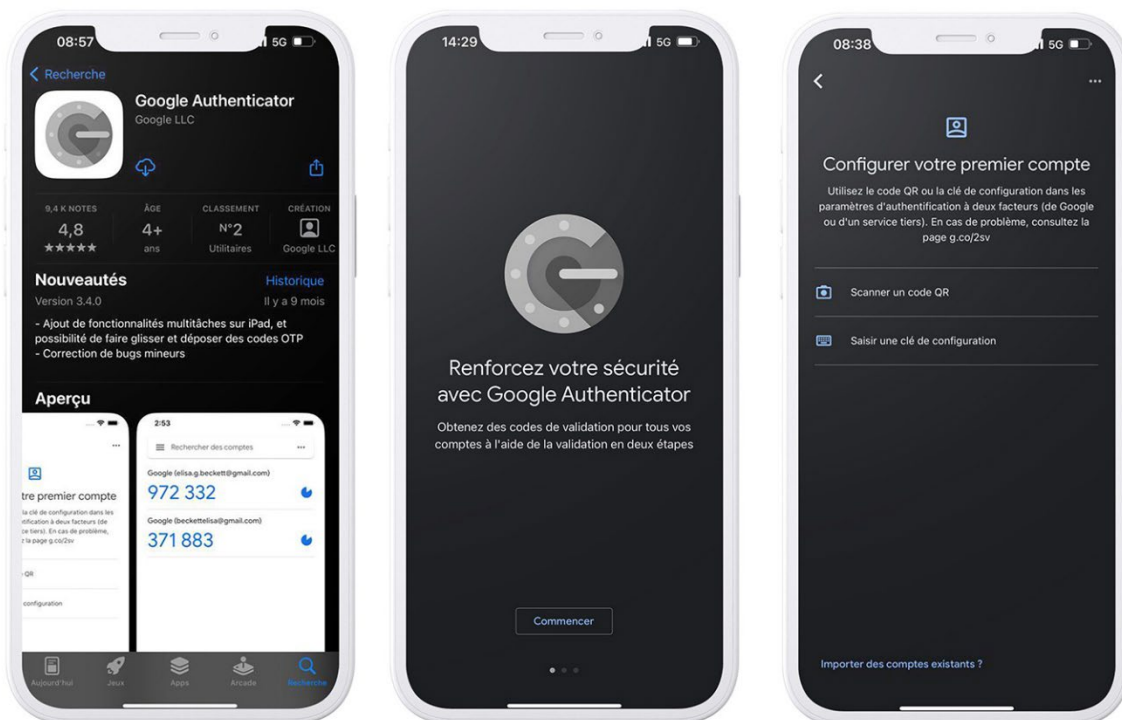 08:57
5G
Recherche
Google Authenticator
Google LLC
9,4 K NOTES
ÂGE
CLASSEMENT
CRÉATION
4,8
4+
N°2
★★★★★
ans
Utilitaires
Google LLC
Nouveautés
Historique
Version 3.4.0
Il y a 9 mois
- Ajout de fonctionnalités multitâches sur iPad, et
possibilité de faire glisser et déposer des codes OTP
- Correction de bugs mineurs
Aperçu
tre premier compte
la clé de configuration dans les
ntification à deux facteurs (de
ce tiers). En cas de problème,
z la page g.co/2sv
QR
configuration
2:53
Rechercher des comptes
Google (elisa.g.beckett@gmail.com)
972 332
Google (beckettelisa@gmail.com)
371 883
Aujourd'hui
Jeux
Apps
Arcade
Recherche
14:29
5G
Renforcez votre sécurité
avec Google Authenticator
Obtenez des codes de validation pour tous vos
comptes à l'aide de la validation en deux étapes
Commencer
08:38
5G
Configurer votre premier compte
Utilisez le code QR ou la clé de configuration dans les
paramètres d'authentification à deux facteurs (de Google
ou d'un service tiers). En cas de problème, consultez la
page g.co/2sv
Scanner un code QR
Saisir une clé de configuration
Importer des comptes existants ?